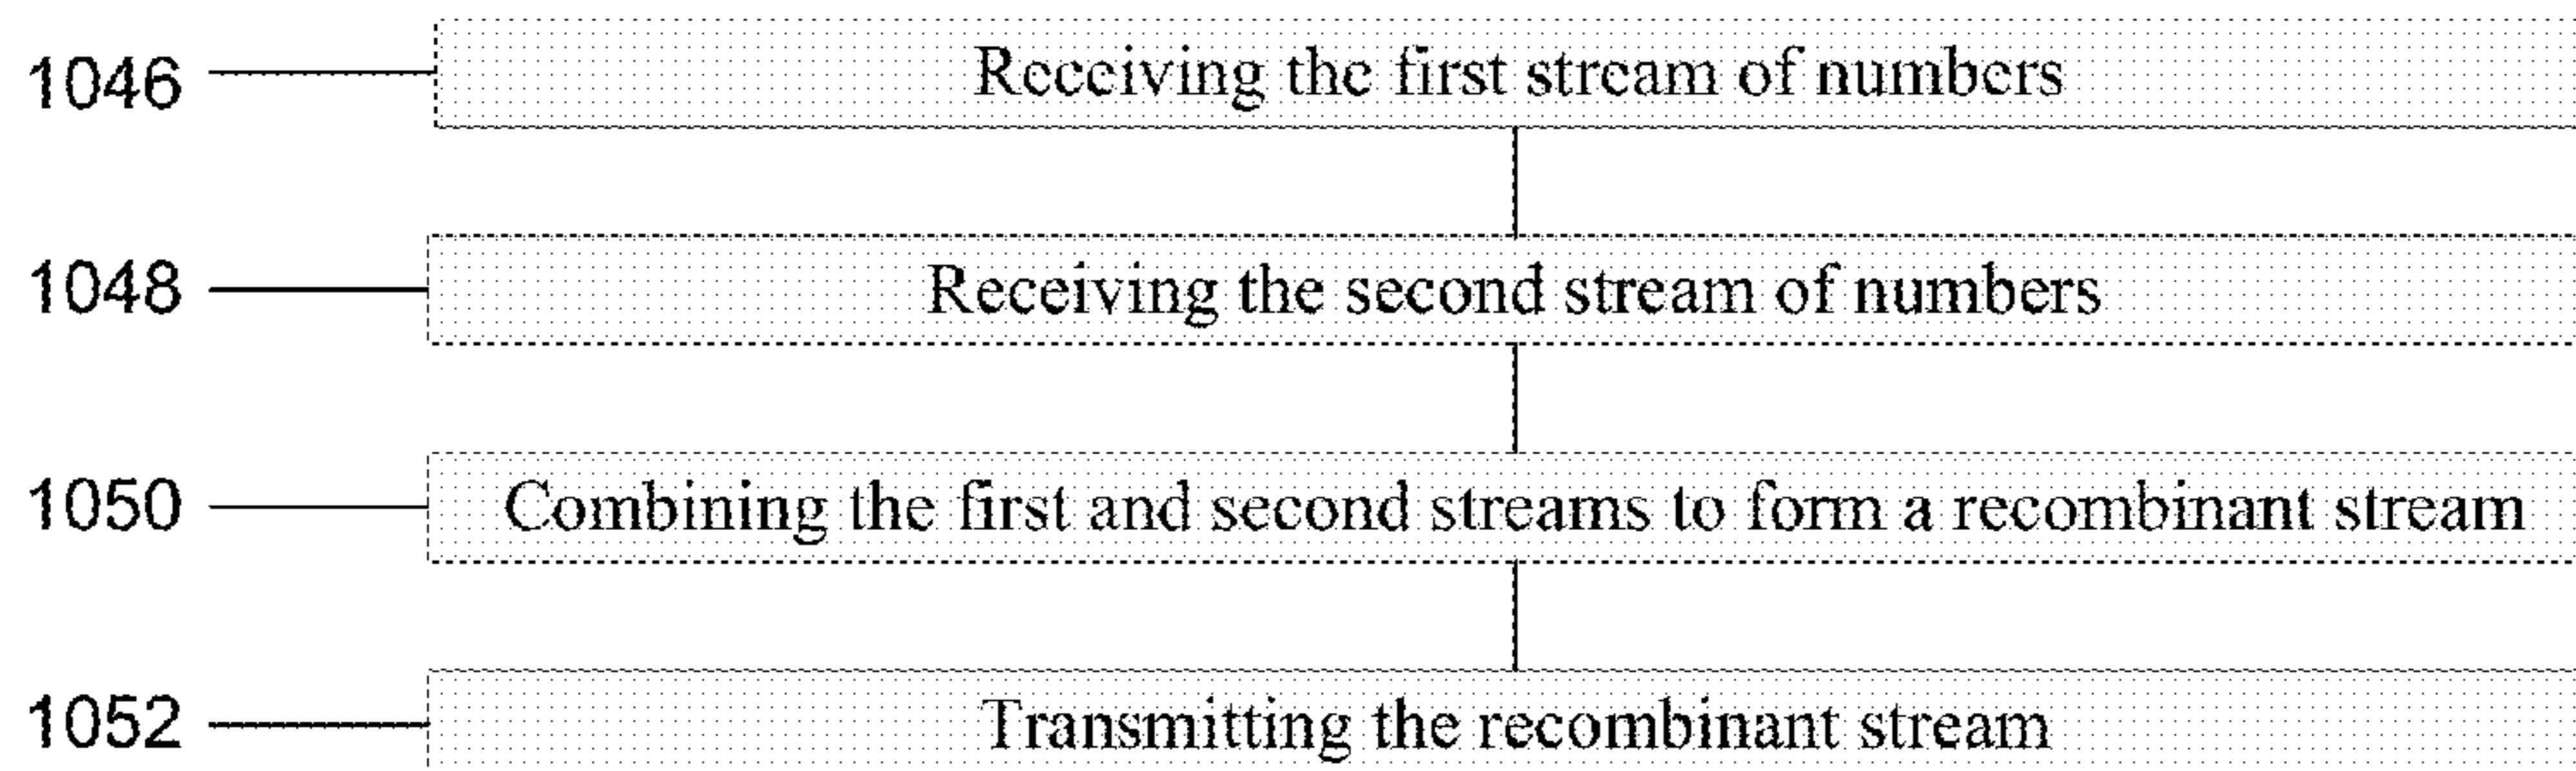 1046 Receiving the first stream of numbers
1048 Receiving the second stream of numbers
1050 Combining the first and second streams to form a recombinant stream
1052 Transmitting the recombinant stream